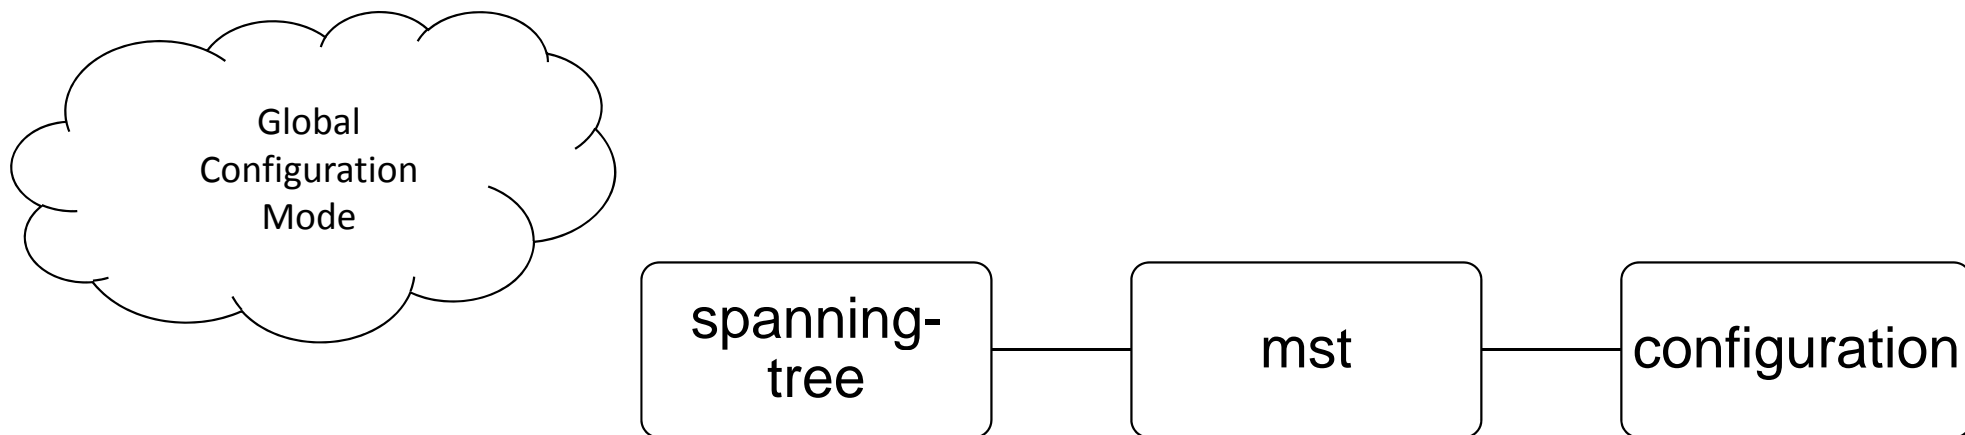 Global
Configuration
Mode
spanning-
tree
mst
configuration